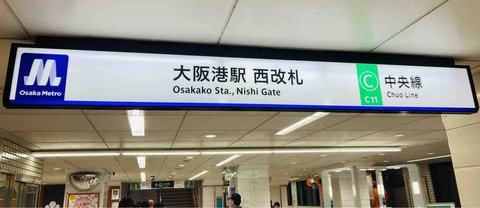 Osaka Metro
大阪港駅 西改札
Osakako Sta., Nishi Gate
C
C11
中央線
Chuo Line